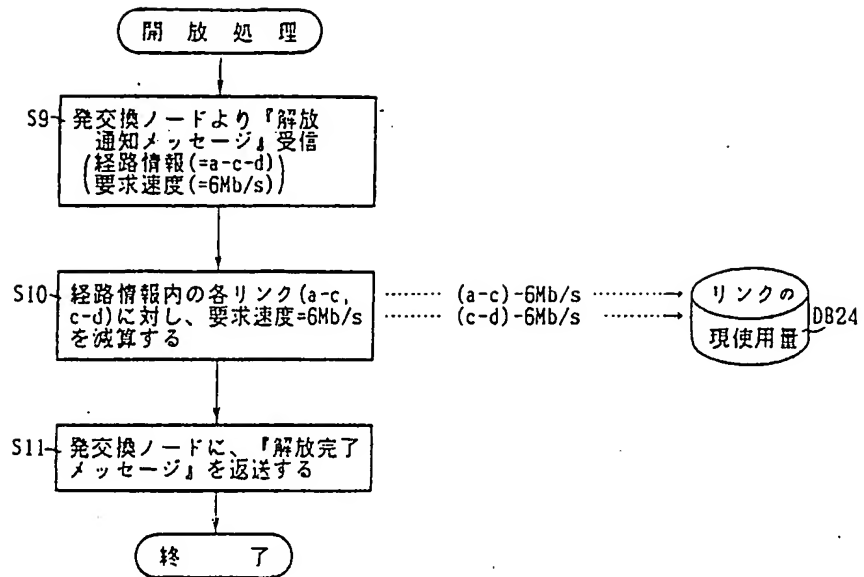 開放処理
S9 発交換ノードより『解放
通知メッセージ』受信
(経路情報(=a-c-d)
要求速度(=6Mb/s))
S10 経路情報内の各リンク(a-c,
c-d)に対し、要求速度=6Mb/s
を減算する
(a-c)-6Mb/s
(c-d)-6Mb/s
リンクの
現使用量
DB24
S11 発交換ノードに、『解放完了
メッセージ』を返送する
終了